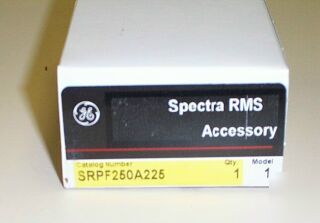 GE
Spectra RMS
Accessory
Catalog Number Qty. Model
SRPF250A225 1 1